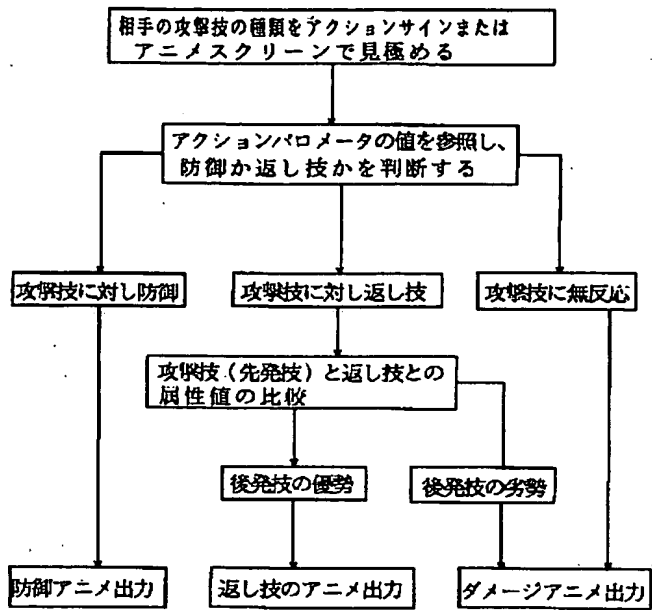 相手の攻撃技の種類をアクションサインまたは
アニメスクリーンで見極める
アクションバロメータの値を参照し、
防御か返し技かを判断する
攻撃技に対し防御
攻撃技に対し返し技
攻撃技に無反応
攻撃技(先発技)と返し技との
属性値の比較
後発技の優勢
後発技の劣勢
防御アニメ出力
返し技のアニメ出力
ダメージアニメ出力